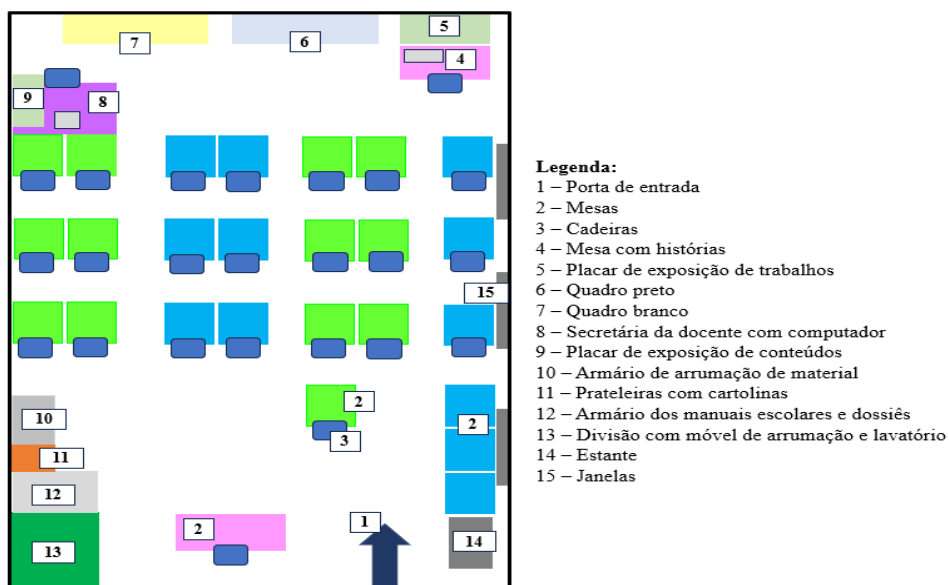 5
7
6
4
9
8
15
2
10
3
2
11
12
1
2
13
14
Legenda:
1 – Porta de entrada
2 – Mesas
3 – Cadeiras
4 – Mesa com histórias
5 – Placar de exposição de trabalhos
6 – Quadro preto
7 – Quadro branco
8 – Secretária da docente com computador
9 – Placar de exposição de conteúdos
10 – Armário de arrumação de material
11 – Prateleiras com cartolinas
12 – Armário dos manuais escolares e dossiês
13 – Divisão com móvel de arrumação e lavatório
14 – Estante
15 – Janelas